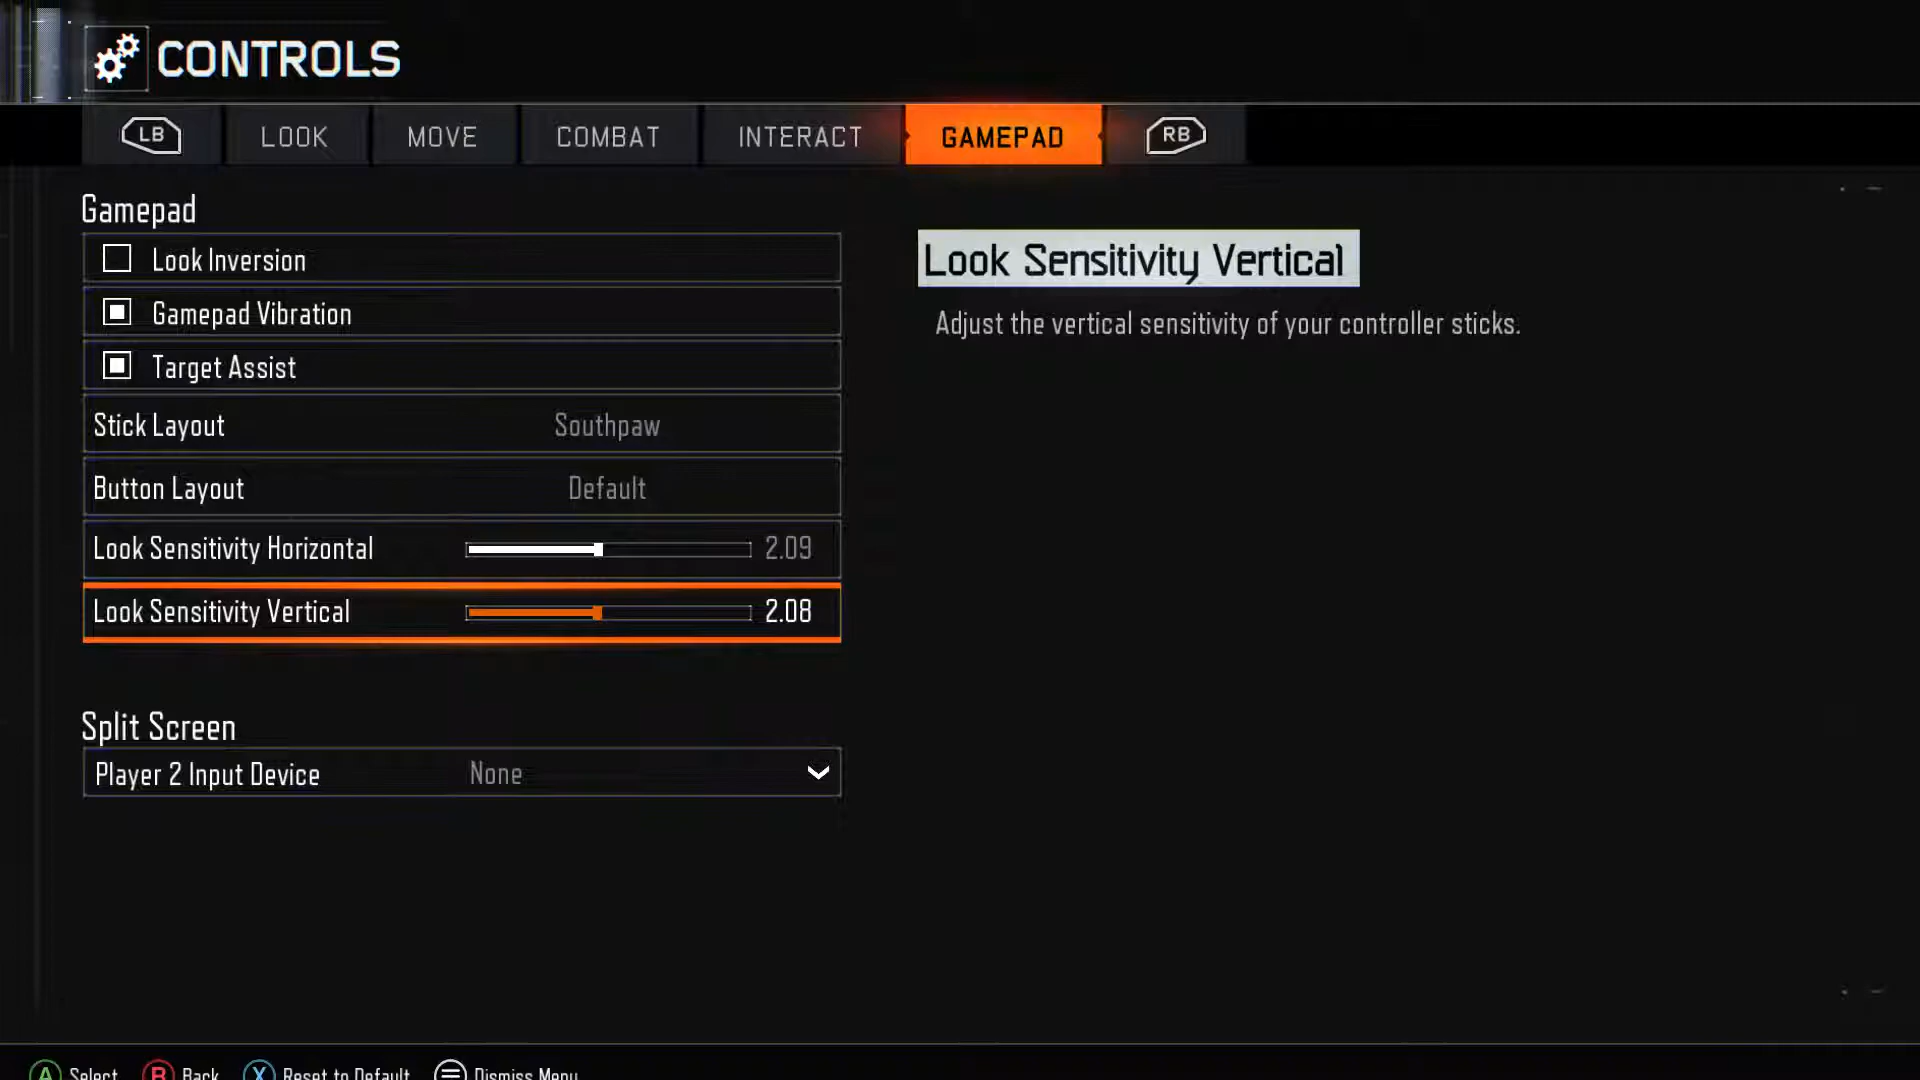 CONTROLS
LB LOOK MOVE COMBAT INTERACT GAMEPAD RB
Gamepad
Look Inversion
Gamepad Vibration
Target Assist
Stick Layout Southpaw
Button Layout Default
Look Sensitivity Horizontal 2.09
Look Sensitivity Vertical 2.08
Split Screen
Player 2 Input Device None
Look Sensitivity Vertical
Adjust the vertical sensitivity of your controller sticks.
A Select B Back X Reset to Default Dismiss Menu